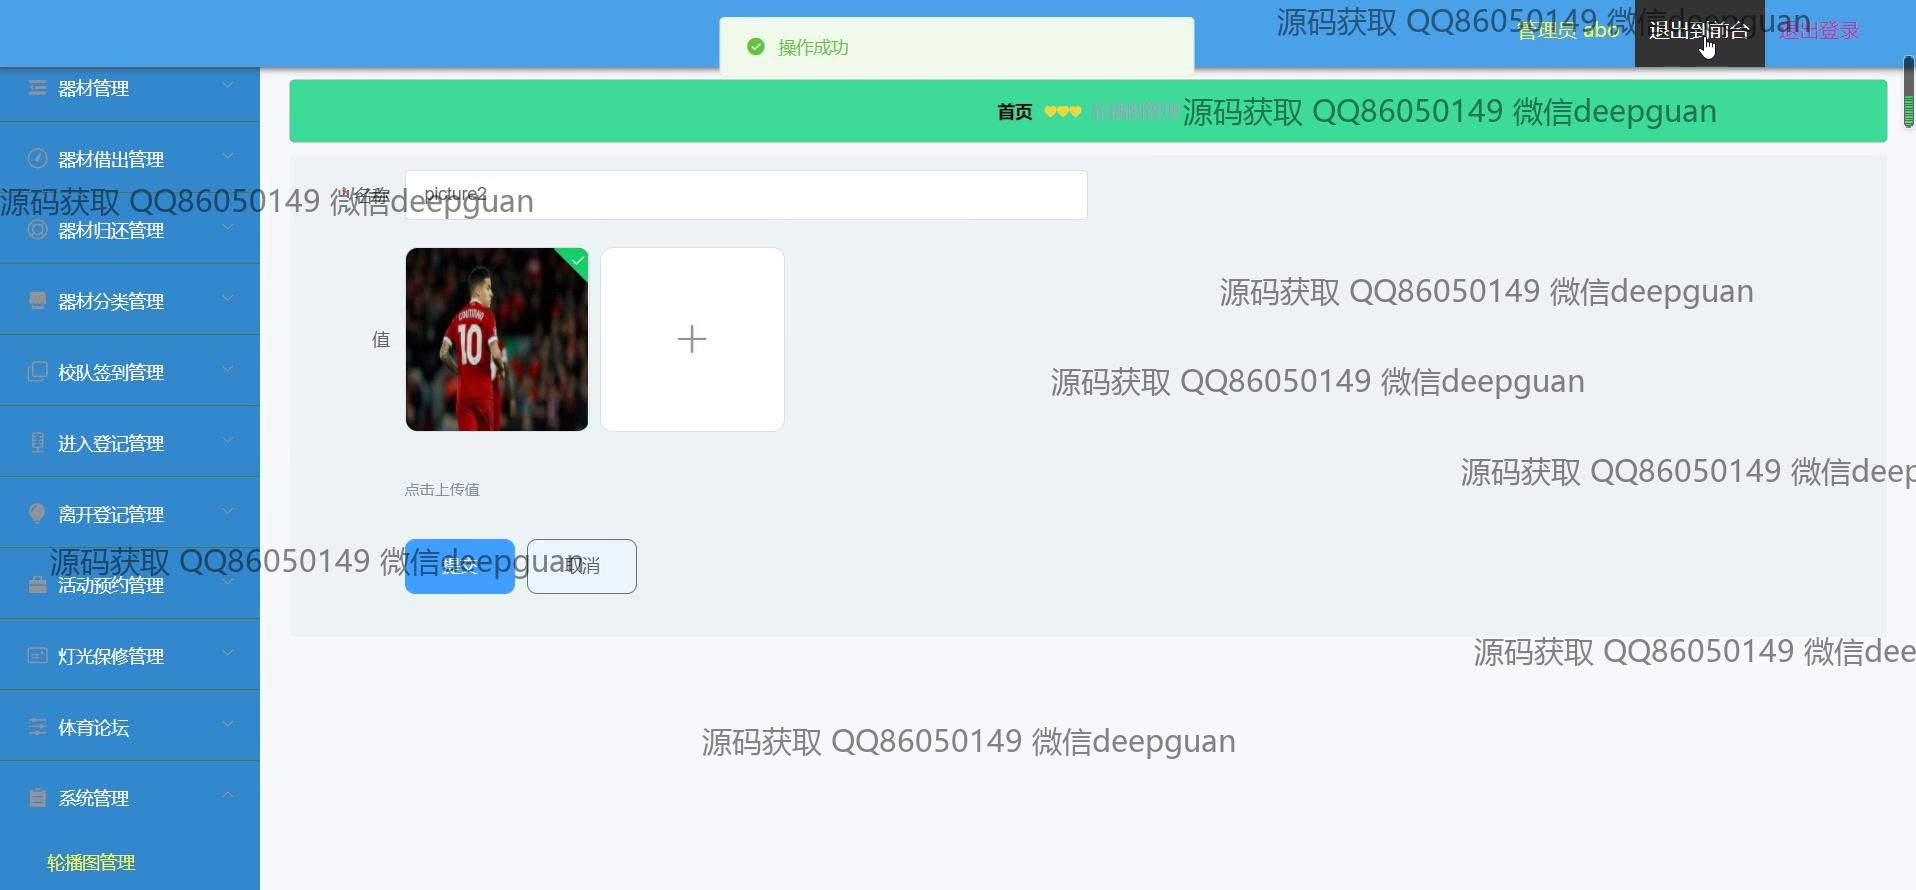 操作成功
源码获取 QQ86050149 微信deepguan
管理员 abo
退出到前台
退出登录
首页
轮播图管理
源码获取 QQ86050149 微信deepguan
器材管理
器材借出管理
器材归还管理
器材分类管理
校队签到管理
进入登记管理
离开登记管理
活动预约管理
灯光保修管理
体育论坛
系统管理
轮播图管理
* 名称
picture2
源码获取 QQ86050149 微信deepguan
源码获取 QQ86050149 微信deepguan
值
COUTINHO
10
源码获取 QQ86050149 微信deepguan
源码获取 QQ86050149 微信deep
点击上传值
源码获取 QQ86050149 微信deepguan
提交
取消
源码获取 QQ86050149 微信dee
源码获取 QQ86050149 微信deepguan